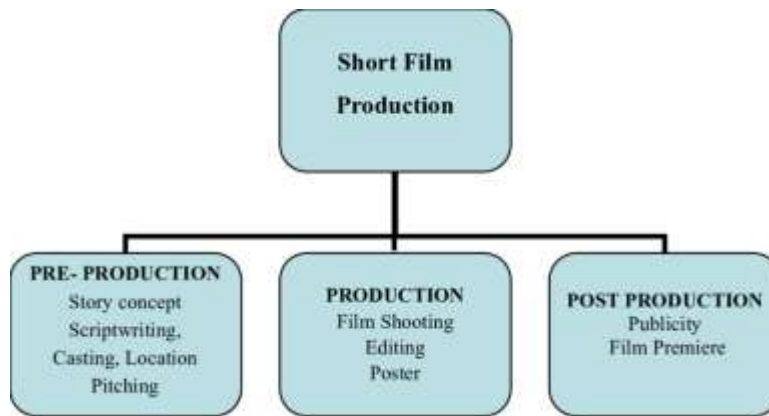 Short Film
Production
PRE- PRODUCTION
Story concept
Scriptwriting,
Casting, Location
Pitching
PRODUCTION
Film Shooting
Editing
Poster
POST PRODUCTION
Publicity
Film Premiere